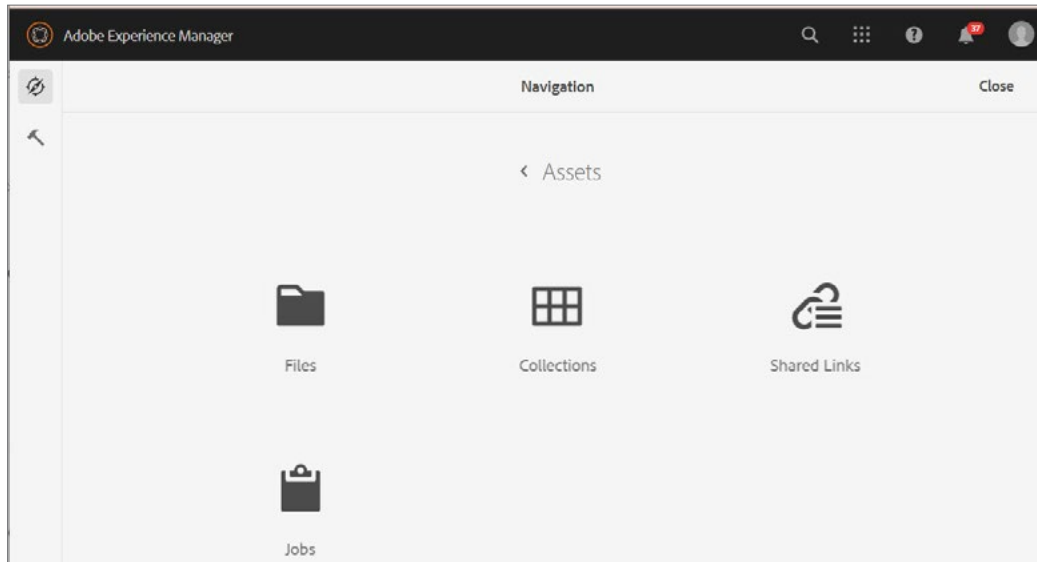 Adobe Experience Manager
37
Navigation
Close
Assets
Files
Collections
Shared Links
Jobs